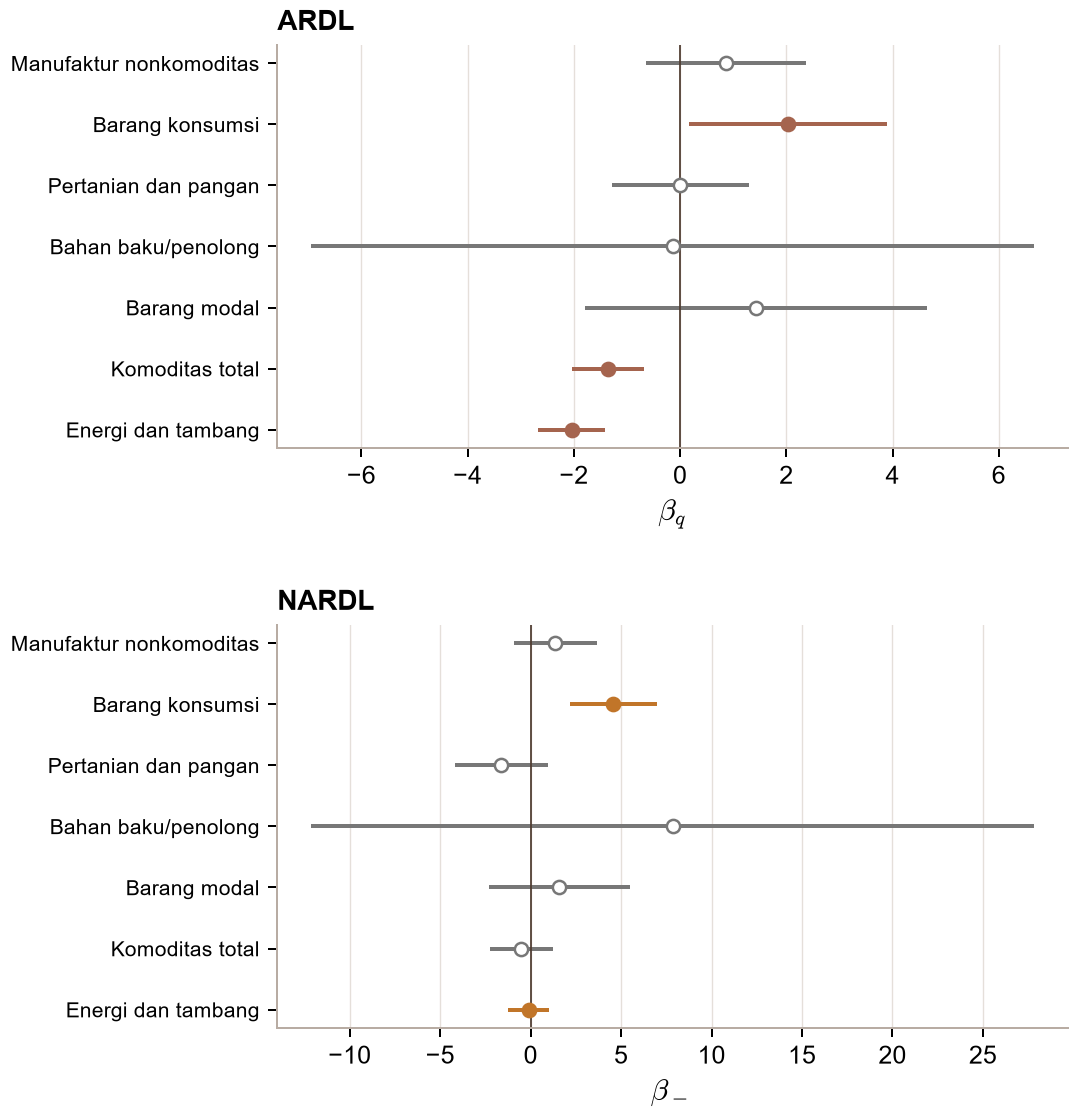 ARDL
Manufaktur nonkomoditas
Barang konsumsi
Pertanian dan pangan
Bahan baku/penolong
Barang modal
Komoditas total
Energi dan tambang
−6 −4 −2 0 2 4 6
β_q
NARDL
Manufaktur nonkomoditas
Barang konsumsi
Pertanian dan pangan
Bahan baku/penolong
Barang modal
Komoditas total
Energi dan tambang
−10 −5 0 5 10 15 20 25
β_−